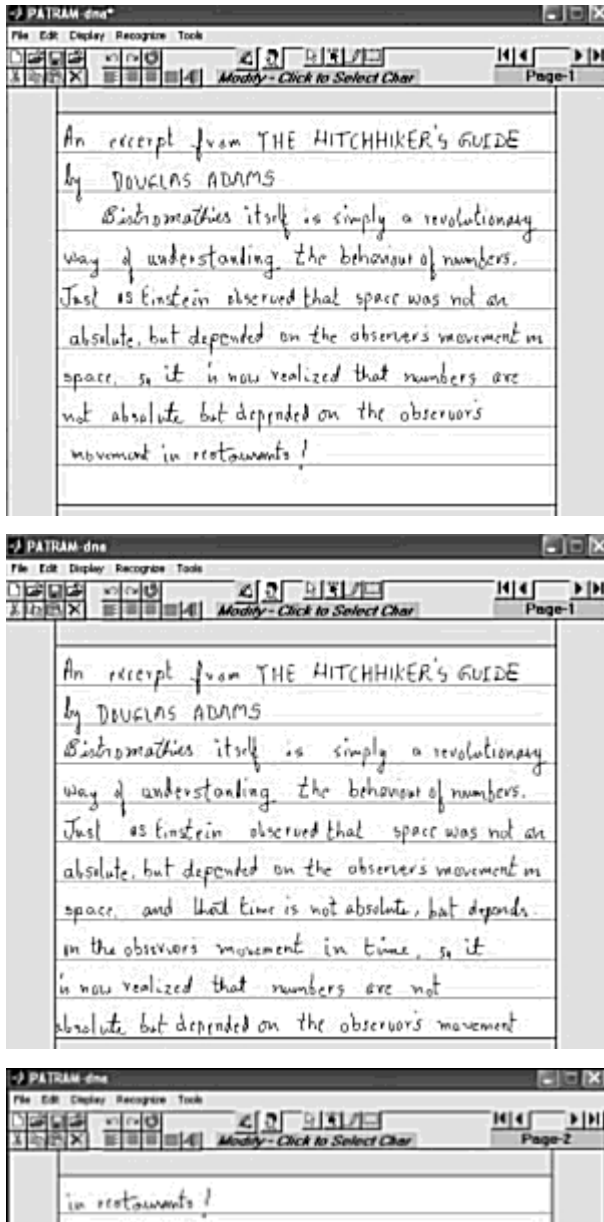 PATRAM-dna*
File Edit Display Recognize Tools
Modify - Click to Select Char
Page-1
An excerpt from THE HITCHHIKER'S GUIDE
by DOUGLAS ADAMS
Bistromathics itself is simply a revolutionary
way of understanding the behaviour of numbers.
Just as Einstein observed that space was not an
absolute, but depended on the observers movement in
space, so it is now realized that numbers are
not absolute but depended on the observor's
movement in restaurants!
PATRAM-dna
File Edit Display Recognize Tools
Modify - Click to Select Char
Page-1
An excerpt from THE HITCHHIKER'S GUIDE
by DOUGLAS ADAMS
Bistromathics itself is simply a revolutionary
way of understanding the behaviour of numbers.
Just as Einstein observed that space was not an
absolute, but depended on the observers movement in
space, and that time is not absolute, but depends
on the observors movement in time, so it
is now realized that numbers are not
absolute but depended on the observor's movement
PATRAM-dna
File Edit Display Recognize Tools
Modify - Click to Select Char
Page-2
in restaurants!